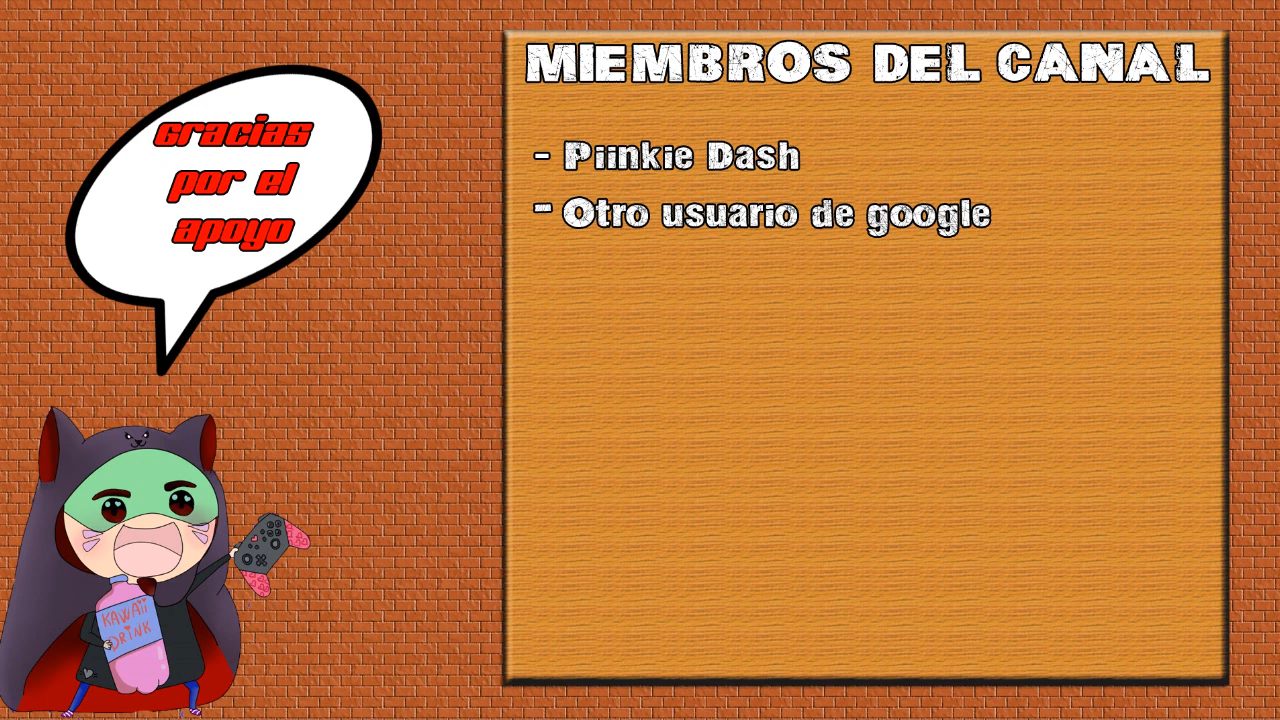 Gracias
por el
apoyo
MIEMBROS DEL CANAL
- Piinkie Dash
- Otro usuario de google
KAWAii
DRiNK